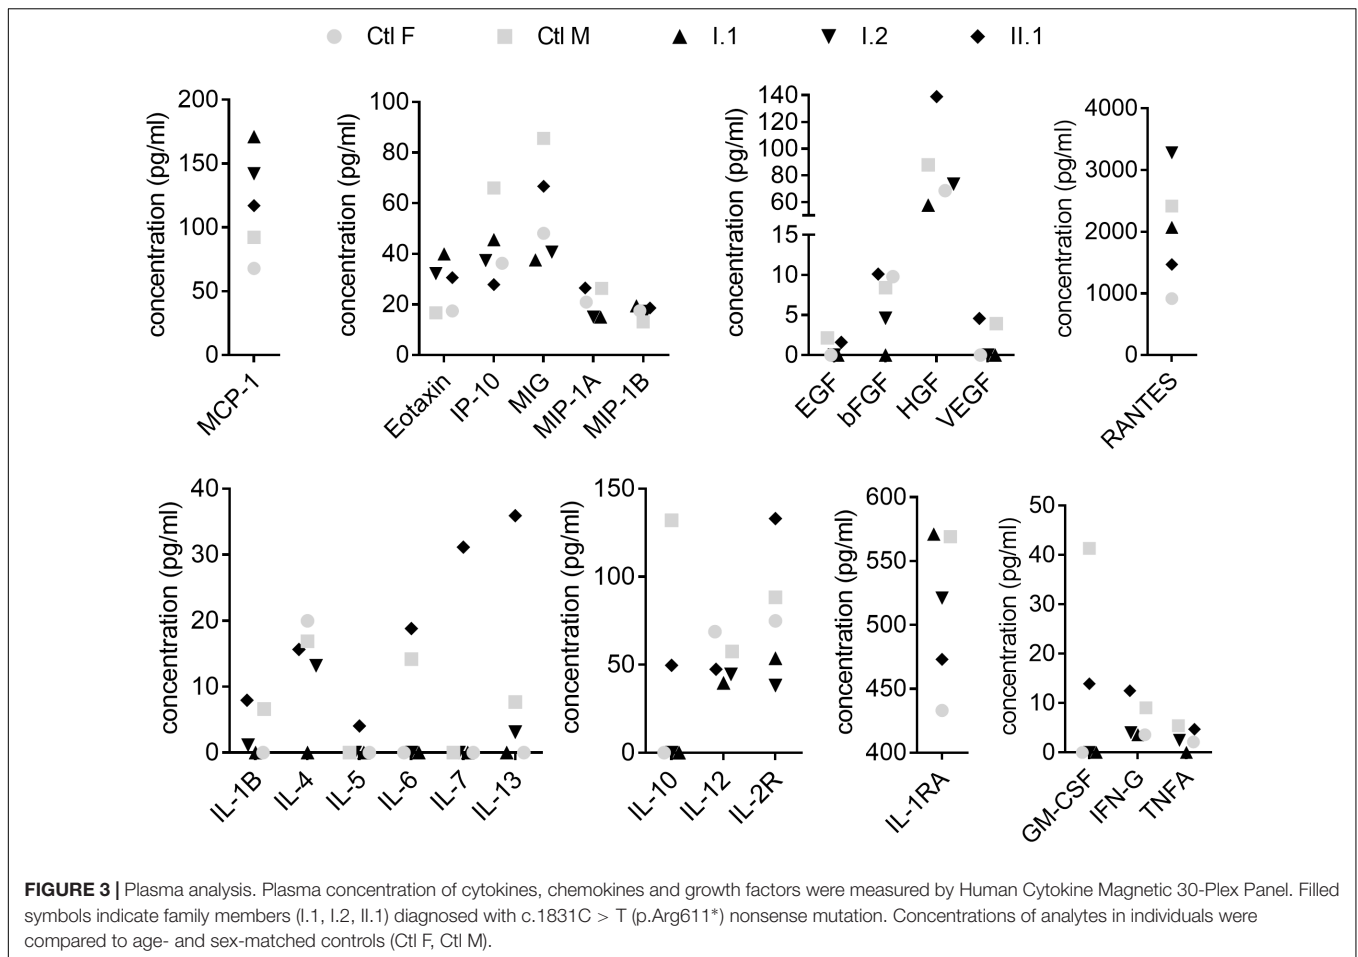 Ctl F Ctl M I.1 I.2 II.1
concentration (pg/ml)
200
150
100
50
0
MCP-1
concentration (pg/ml)
100
80
60
40
20
0
Eotaxin
IP-10
MIG
MIP-1A
MIP-1B
concentration (pg/ml)
140
120
100
80
60
15
10
5
0
EGF
bFGF
HGF
VEGF
concentration (pg/ml)
4000
3000
2000
1000
0
RANTES
concentration (pg/ml)
40
30
20
10
0
IL-1B
IL-4
IL-5
IL-6
IL-7
IL-13
concentration (pg/ml)
150
100
50
0
IL-10
IL-12
IL-2R
concentration (pg/ml)
600
550
500
450
400
IL-1RA
concentration (pg/ml)
50
40
30
20
10
0
GM-CSF
IFN-G
TNFA
FIGURE 3 | Plasma analysis. Plasma concentration of cytokines, chemokines and growth factors were measured by Human Cytokine Magnetic 30-Plex Panel. Filled
symbols indicate family members (I.1, I.2, II.1) diagnosed with c.1831C > T (p.Arg611*) nonsense mutation. Concentrations of analytes in individuals were
compared to age- and sex-matched controls (Ctl F, Ctl M).